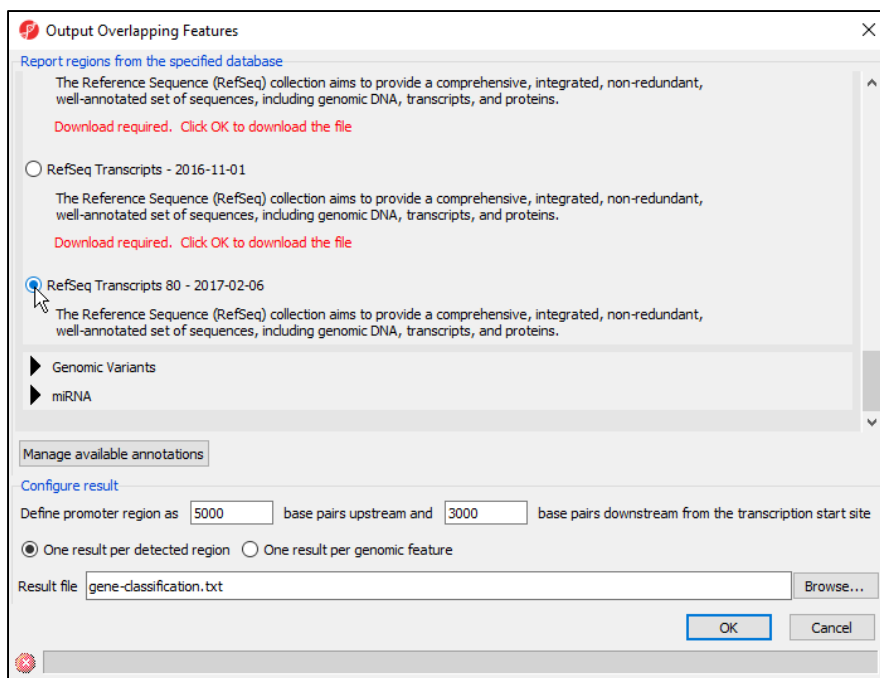 Output Overlapping Features
Report regions from the specified database
The Reference Sequence (RefSeq) collection aims to provide a comprehensive, integrated, non-redundant,
well-annotated set of sequences, including genomic DNA, transcripts, and proteins.
Download required. Click OK to download the file
RefSeq Transcripts - 2016-11-01
The Reference Sequence (RefSeq) collection aims to provide a comprehensive, integrated, non-redundant,
well-annotated set of sequences, including genomic DNA, transcripts, and proteins.
Download required. Click OK to download the file
RefSeq Transcripts 80 - 2017-02-06
The Reference Sequence (RefSeq) collection aims to provide a comprehensive, integrated, non-redundant,
well-annotated set of sequences, including genomic DNA, transcripts, and proteins.
Genomic Variants
miRNA
Manage available annotations
Configure result
Define promoter region as 5000 base pairs upstream and 3000 base pairs downstream from the transcription start site
One result per detected region One result per genomic feature
Result file gene-classification.txt Browse...
OK Cancel